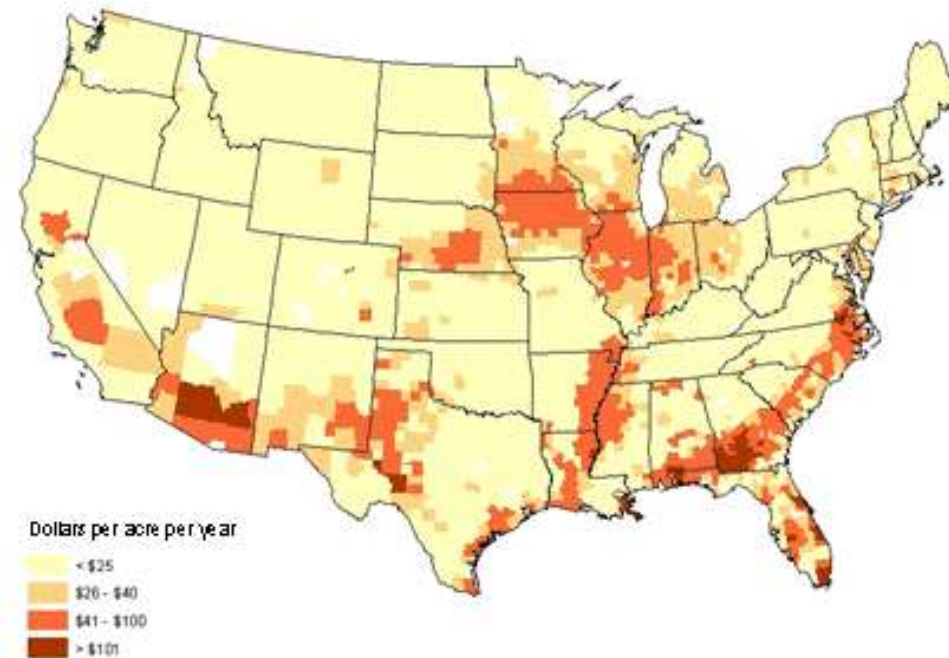 Dollars per acre per year
< $25
$26 - $40
$41 - $100
> $101